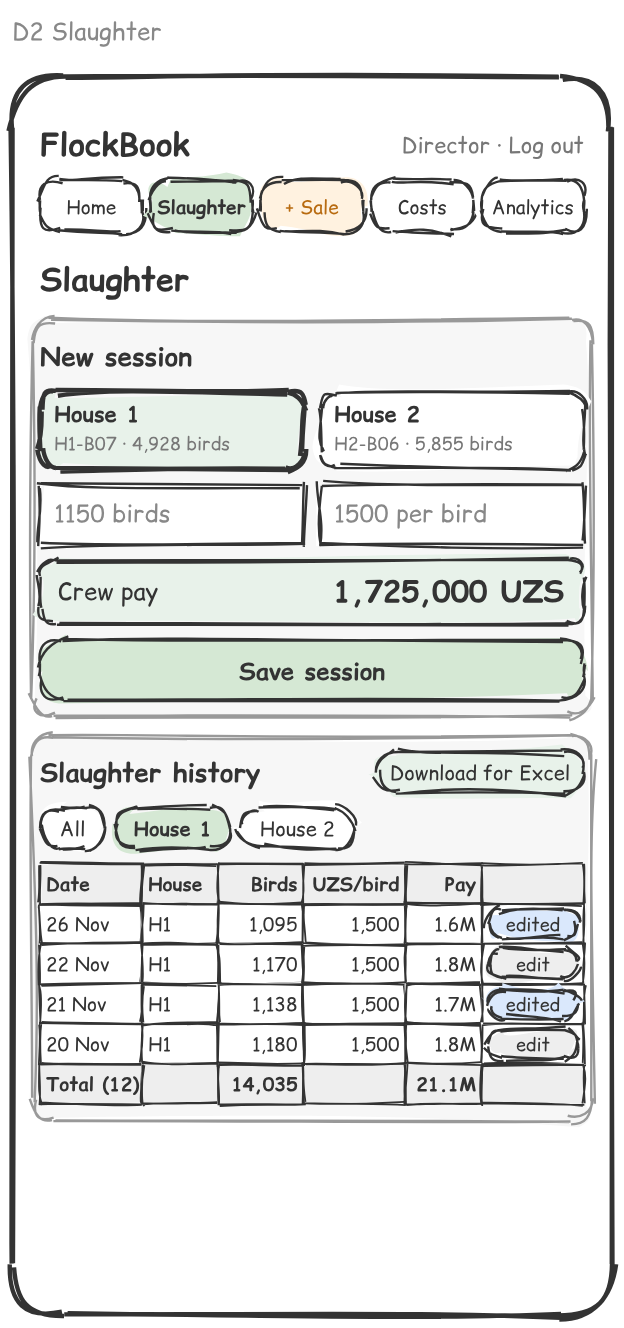 D2 Slaughter
FlockBook Director · Log out
Home Slaughter + Sale Costs Analytics
Slaughter
New session
House 1 House 2
H1-B07 · 4,928 birds H2-B06 · 5,855 birds
1150 birds 1500 per bird
Crew pay 1,725,000 UZS
Save session
Slaughter history Download for Excel
All House 1 House 2
Date House Birds UZS/bird Pay
26 Nov H1 1,095 1,500 1.6M edited
22 Nov H1 1,170 1,500 1.8M edit
21 Nov H1 1,138 1,500 1.7M edited
20 Nov H1 1,180 1,500 1.8M edit
Total (12) 14,035 21.1M